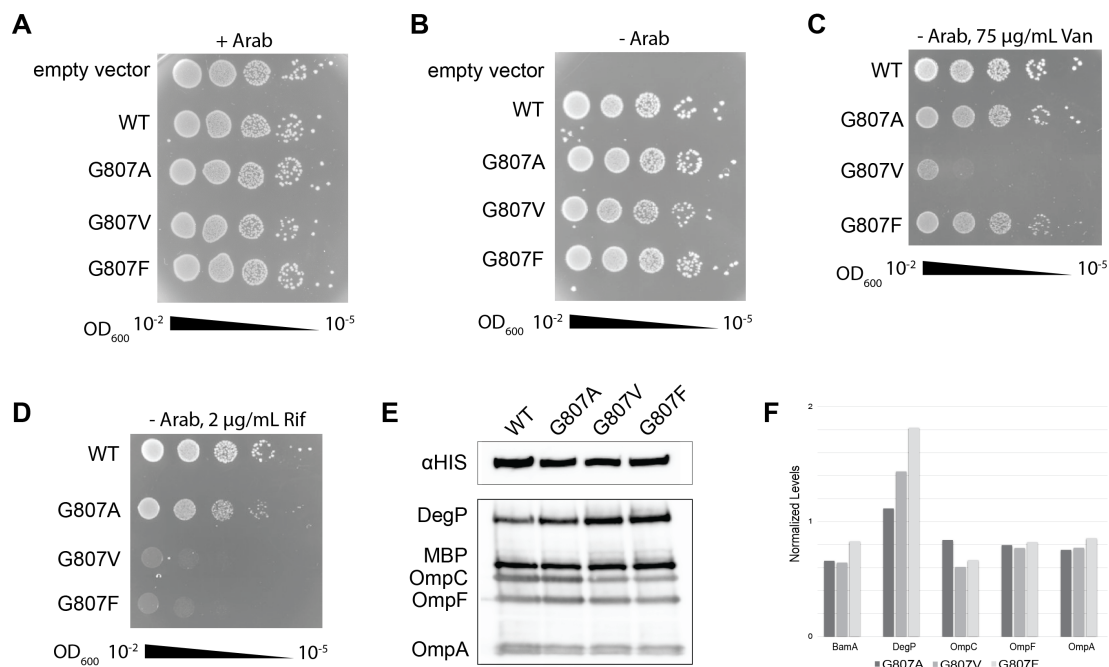 A
+ Arab
empty vector
WT
G807A
G807V
G807F
OD600 10-2 10-5
B
- Arab
empty vector
WT
G807A
G807V
G807F
OD600 10-2 10-5
C
- Arab, 75 μg/mL Van
WT
G807A
G807V
G807F
OD600 10-2 10-5
D
- Arab, 2 μg/mL Rif
WT
G807A
G807V
G807F
OD600 10-2 10-5
E
WT G807A G807V G807F
αHIS
DegP
MBP
OmpC
OmpF
OmpA
F
2
1
0
Normalized Levels
BamA DegP OmpC OmpF OmpA
G807A G807V G807F